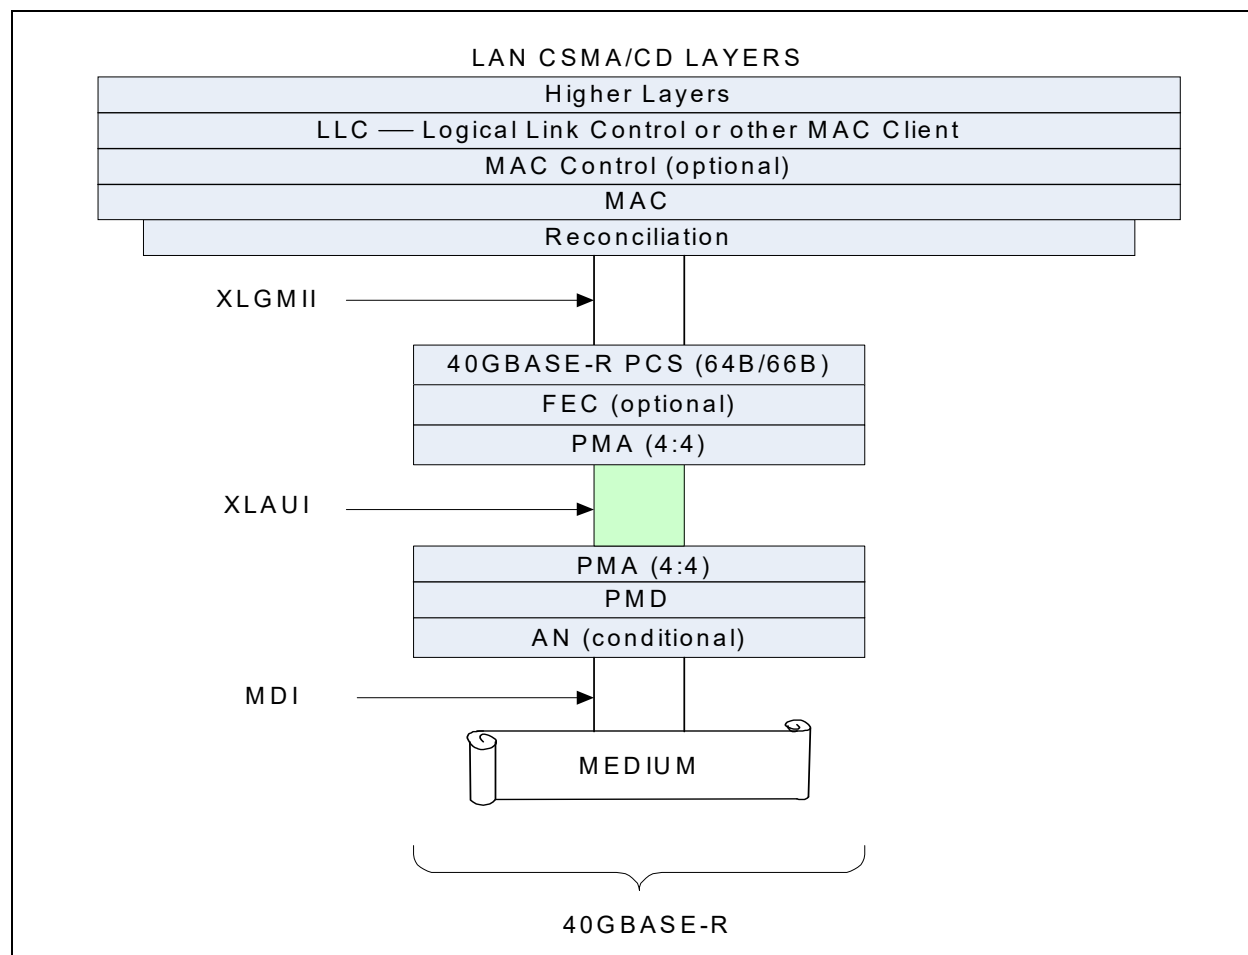 LAN CSMA/CD LAYERS
Higher Layers
LLC — Logical Link Control or other MAC Client
MAC Control (optional)
MAC
Reconciliation
XLGMII
40GBASE-R PCS (64B/66B)
FEC (optional)
PMA (4:4)
XLAUI
PMA (4:4)
PMD
AN (conditional)
MDI
MEDIUM
40GBASE-R